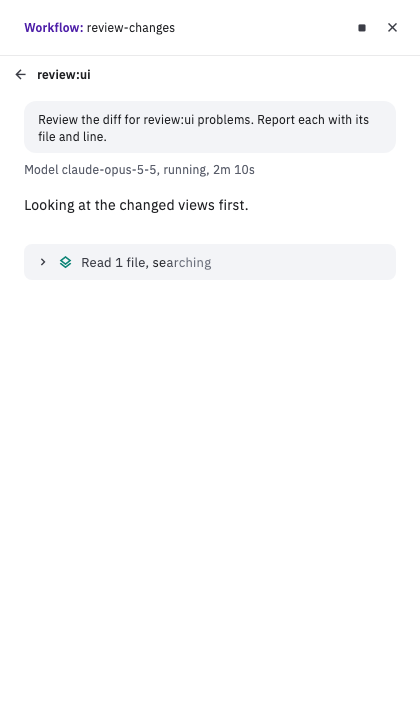 Workflow: review-changes
review:ui
Review the diff for review:ui problems. Report each with its
file and line.
Model claude-opus-5-5, running, 2m 10s
Looking at the changed views first.
Read 1 file, searching